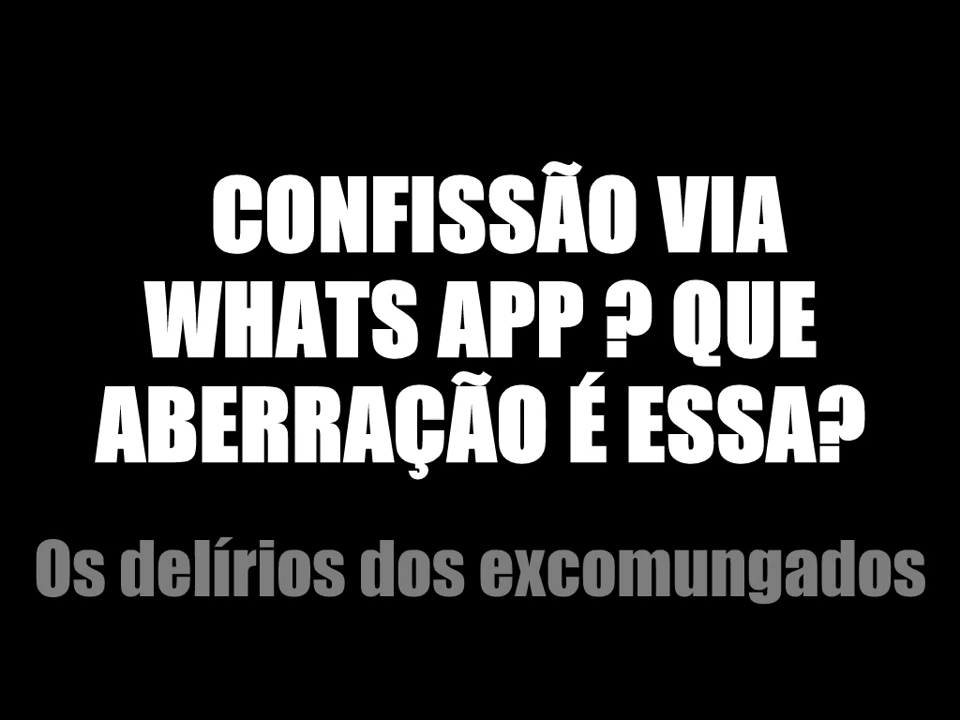 CONFISSÃO VIA
WHATS APP ? QUE
ABERRAÇÃO É ESSA?
Os delírios dos excomungados